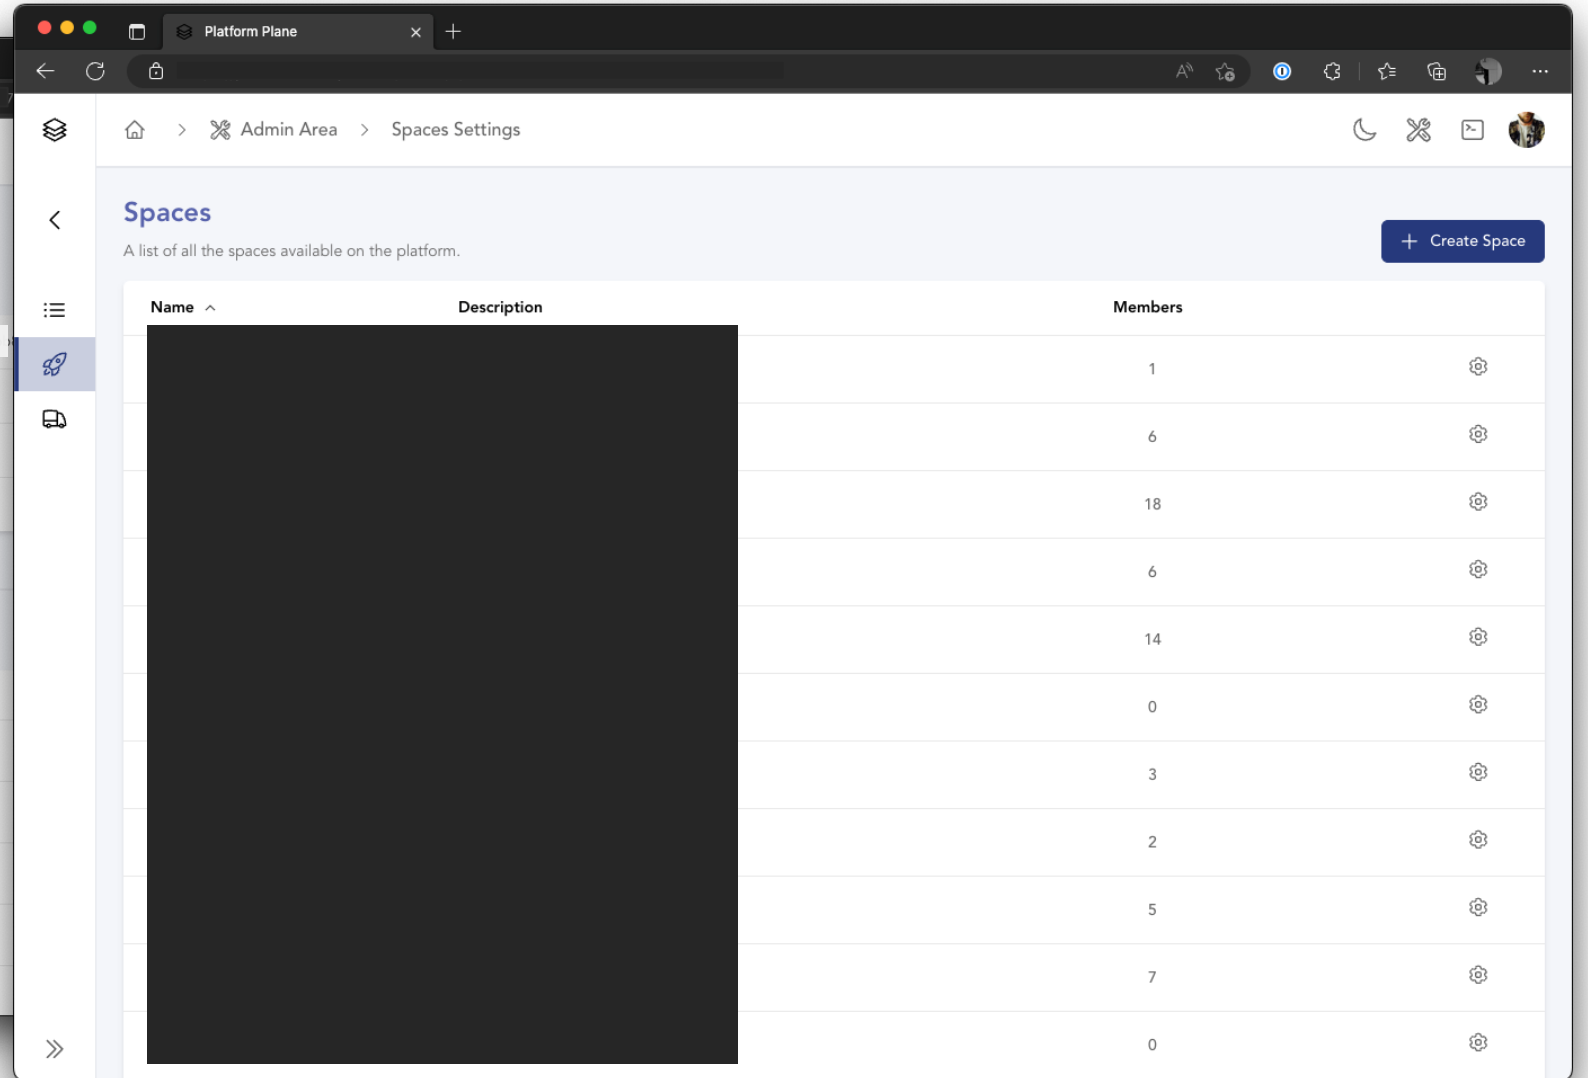 Platform Plane
Admin Area
Spaces Settings
Spaces
A list of all the spaces available on the platform.
Create Space
Name
Description
Members
1
6
18
6
14
0
3
2
5
7
0